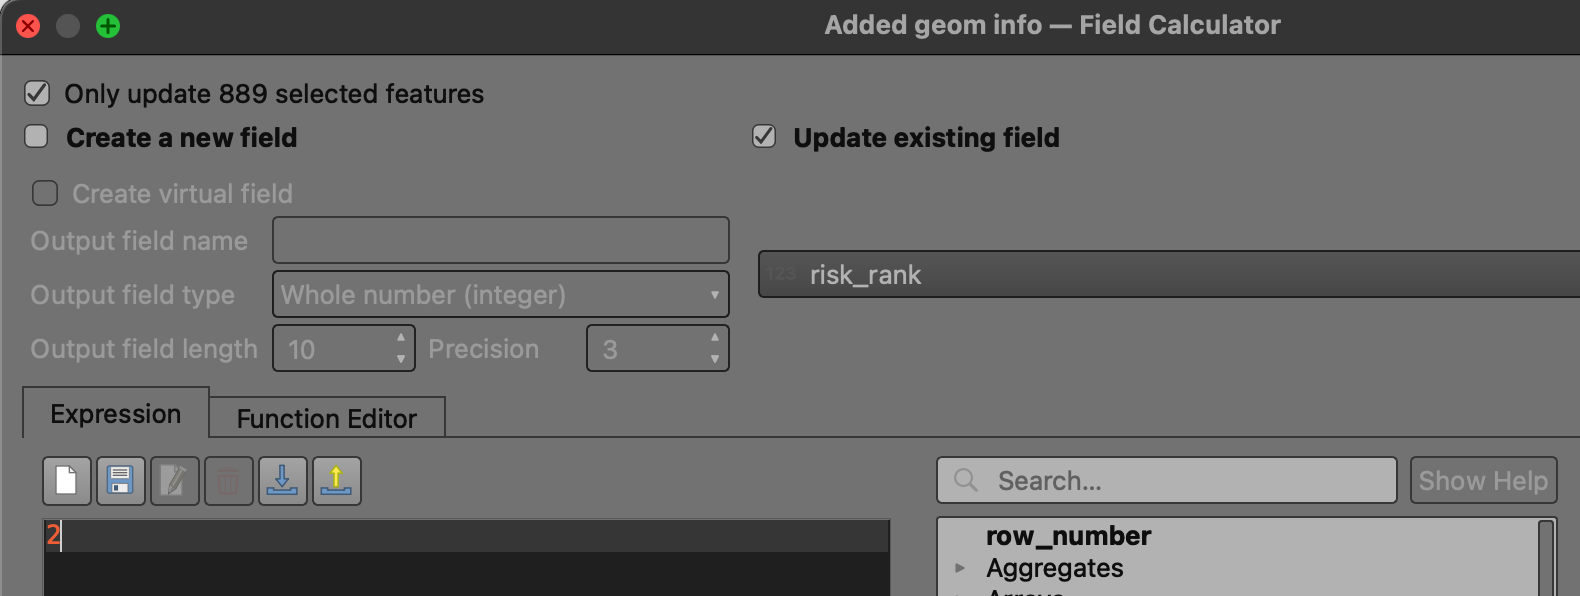 Added geom info — Field Calculator
Only update 889 selected features
Create a new field
Update existing field
Create virtual field
Output field name
123 risk_rank
Output field type
Whole number (integer)
Output field length
10
Precision
3
Expression
Function Editor
Search...
Show Help
2
row_number
Aggregates
Arrays